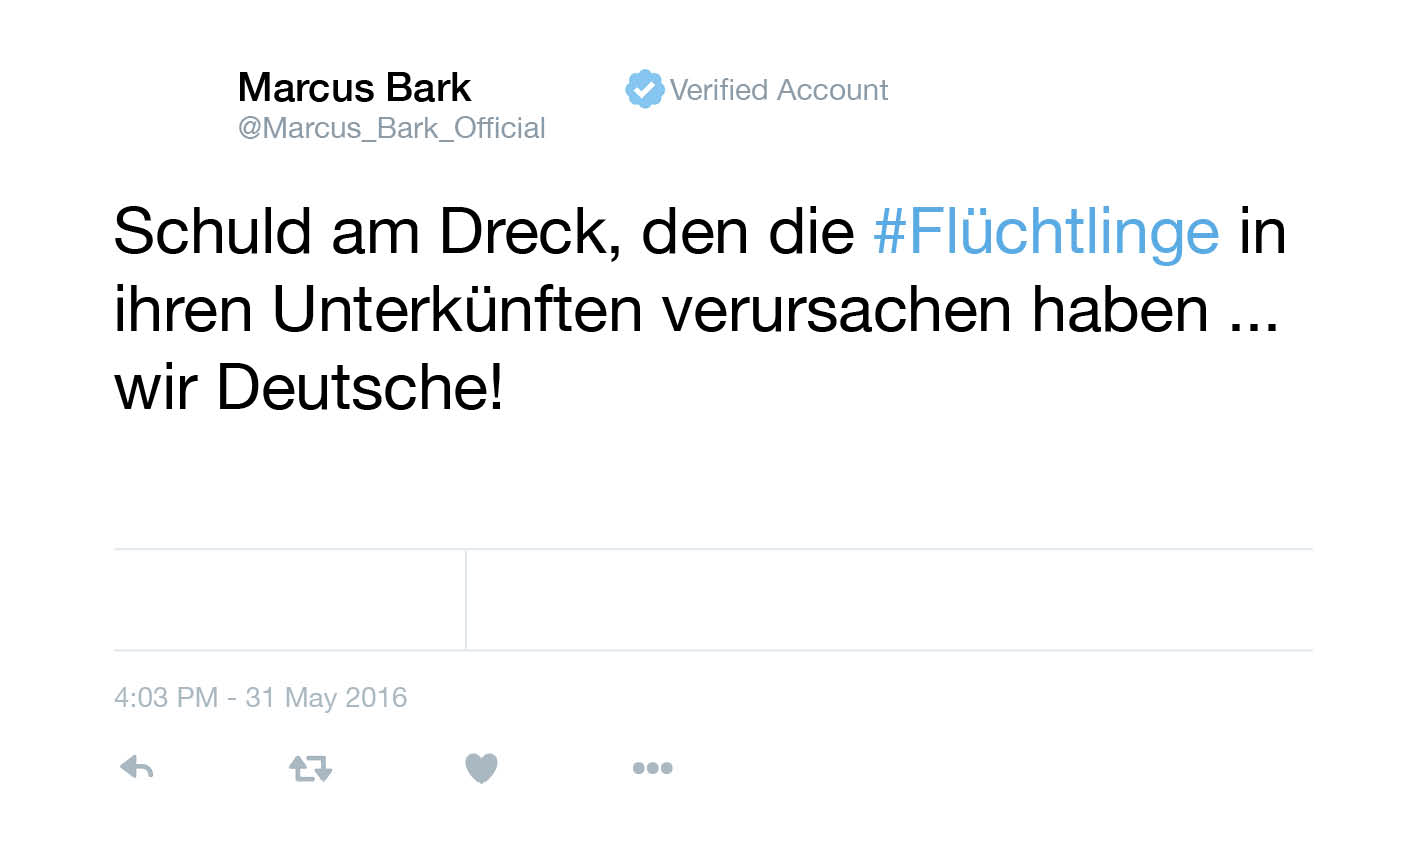 Marcus Bark
Verified Account
@Marcus_Bark_Official
Schuld am Dreck, den die #Flüchtlinge in
ihren Unterkünften verursachen haben ...
wir Deutsche!
4:03 PM - 31 May 2016